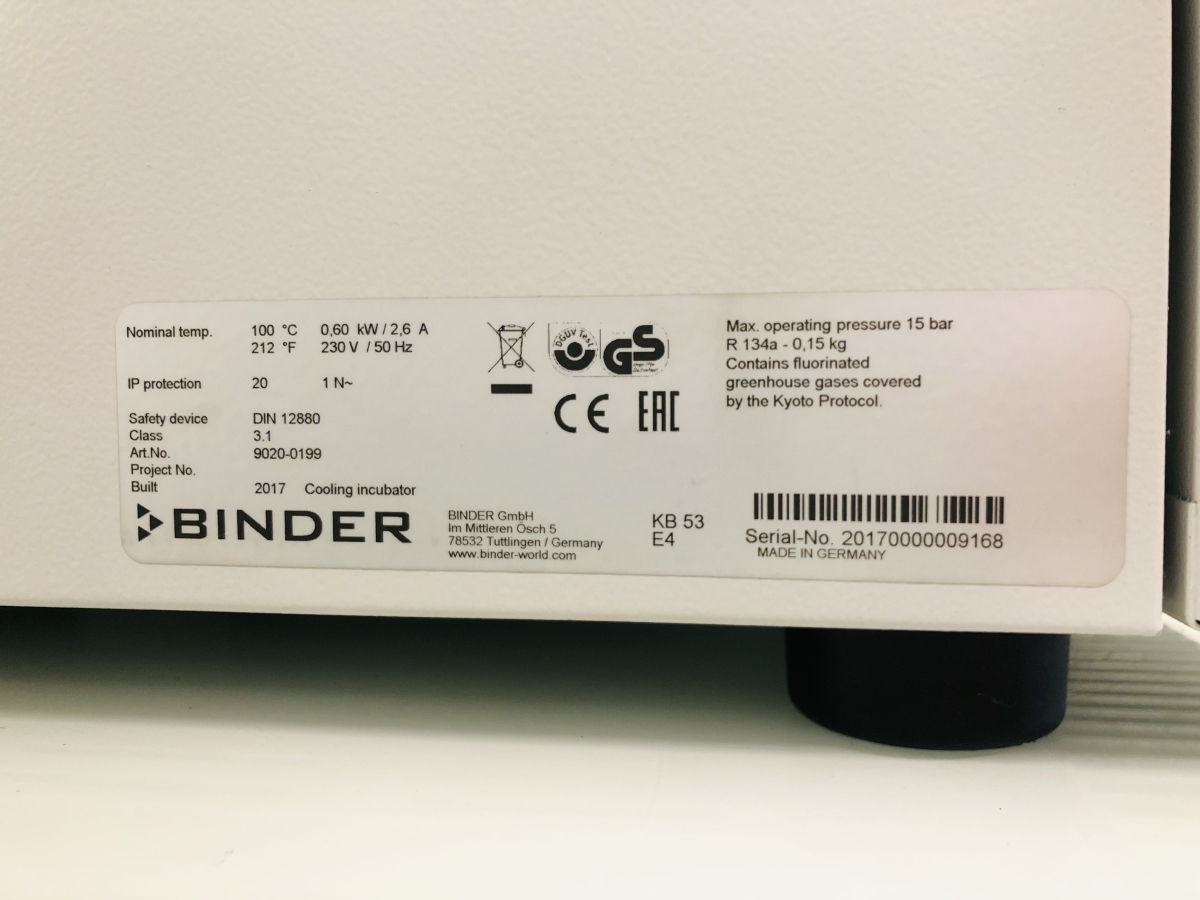 Nominal temp. 100 °C 0,60 kW / 2,6 A
212 °F 230 V / 50 Hz
IP protection 20 1 N~
Safety device DIN 12880
Class 3.1
Art.No. 9020-0199
Project No.
Built 2017 Cooling incubator
BINDER
BINDER GmbH
Im Mittleren Ösch 5
78532 Tuttlingen / Germany
www.binder-world.com
DGUV Test
GS
CE EAC
KB 53
E4
Max. operating pressure 15 bar
R 134a - 0,15 kg
Contains fluorinated
greenhouse gases covered
by the Kyoto Protocol.
Serial-No. 20170000009168
MADE IN GERMANY